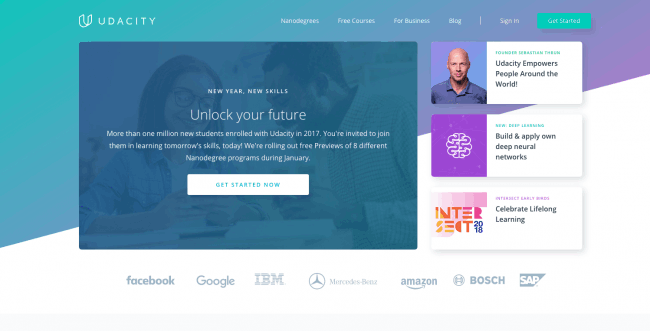 UDACITY
Nanodegrees Free Courses For Business Blog Sign In Get Started
NEW YEAR, NEW SKILLS
Unlock your future
More than one million new students enrolled with Udacity in 2017. You're invited to join
them in learning tomorrow's skills, today! We're rolling out free Previews of 8 different
Nanodegree programs during January.
GET STARTED NOW
FOUNDER SEBASTIAN THRUN
Udacity Empowers
People Around the
World!
NEW! DEEP LEARNING
Build & apply own
deep neural
networks
INTERSECT EARLY BIRDS
Celebrate Lifelong
Learning
INTER
SECT 2018
facebook Google IBM Mercedes-Benz amazon BOSCH SAP